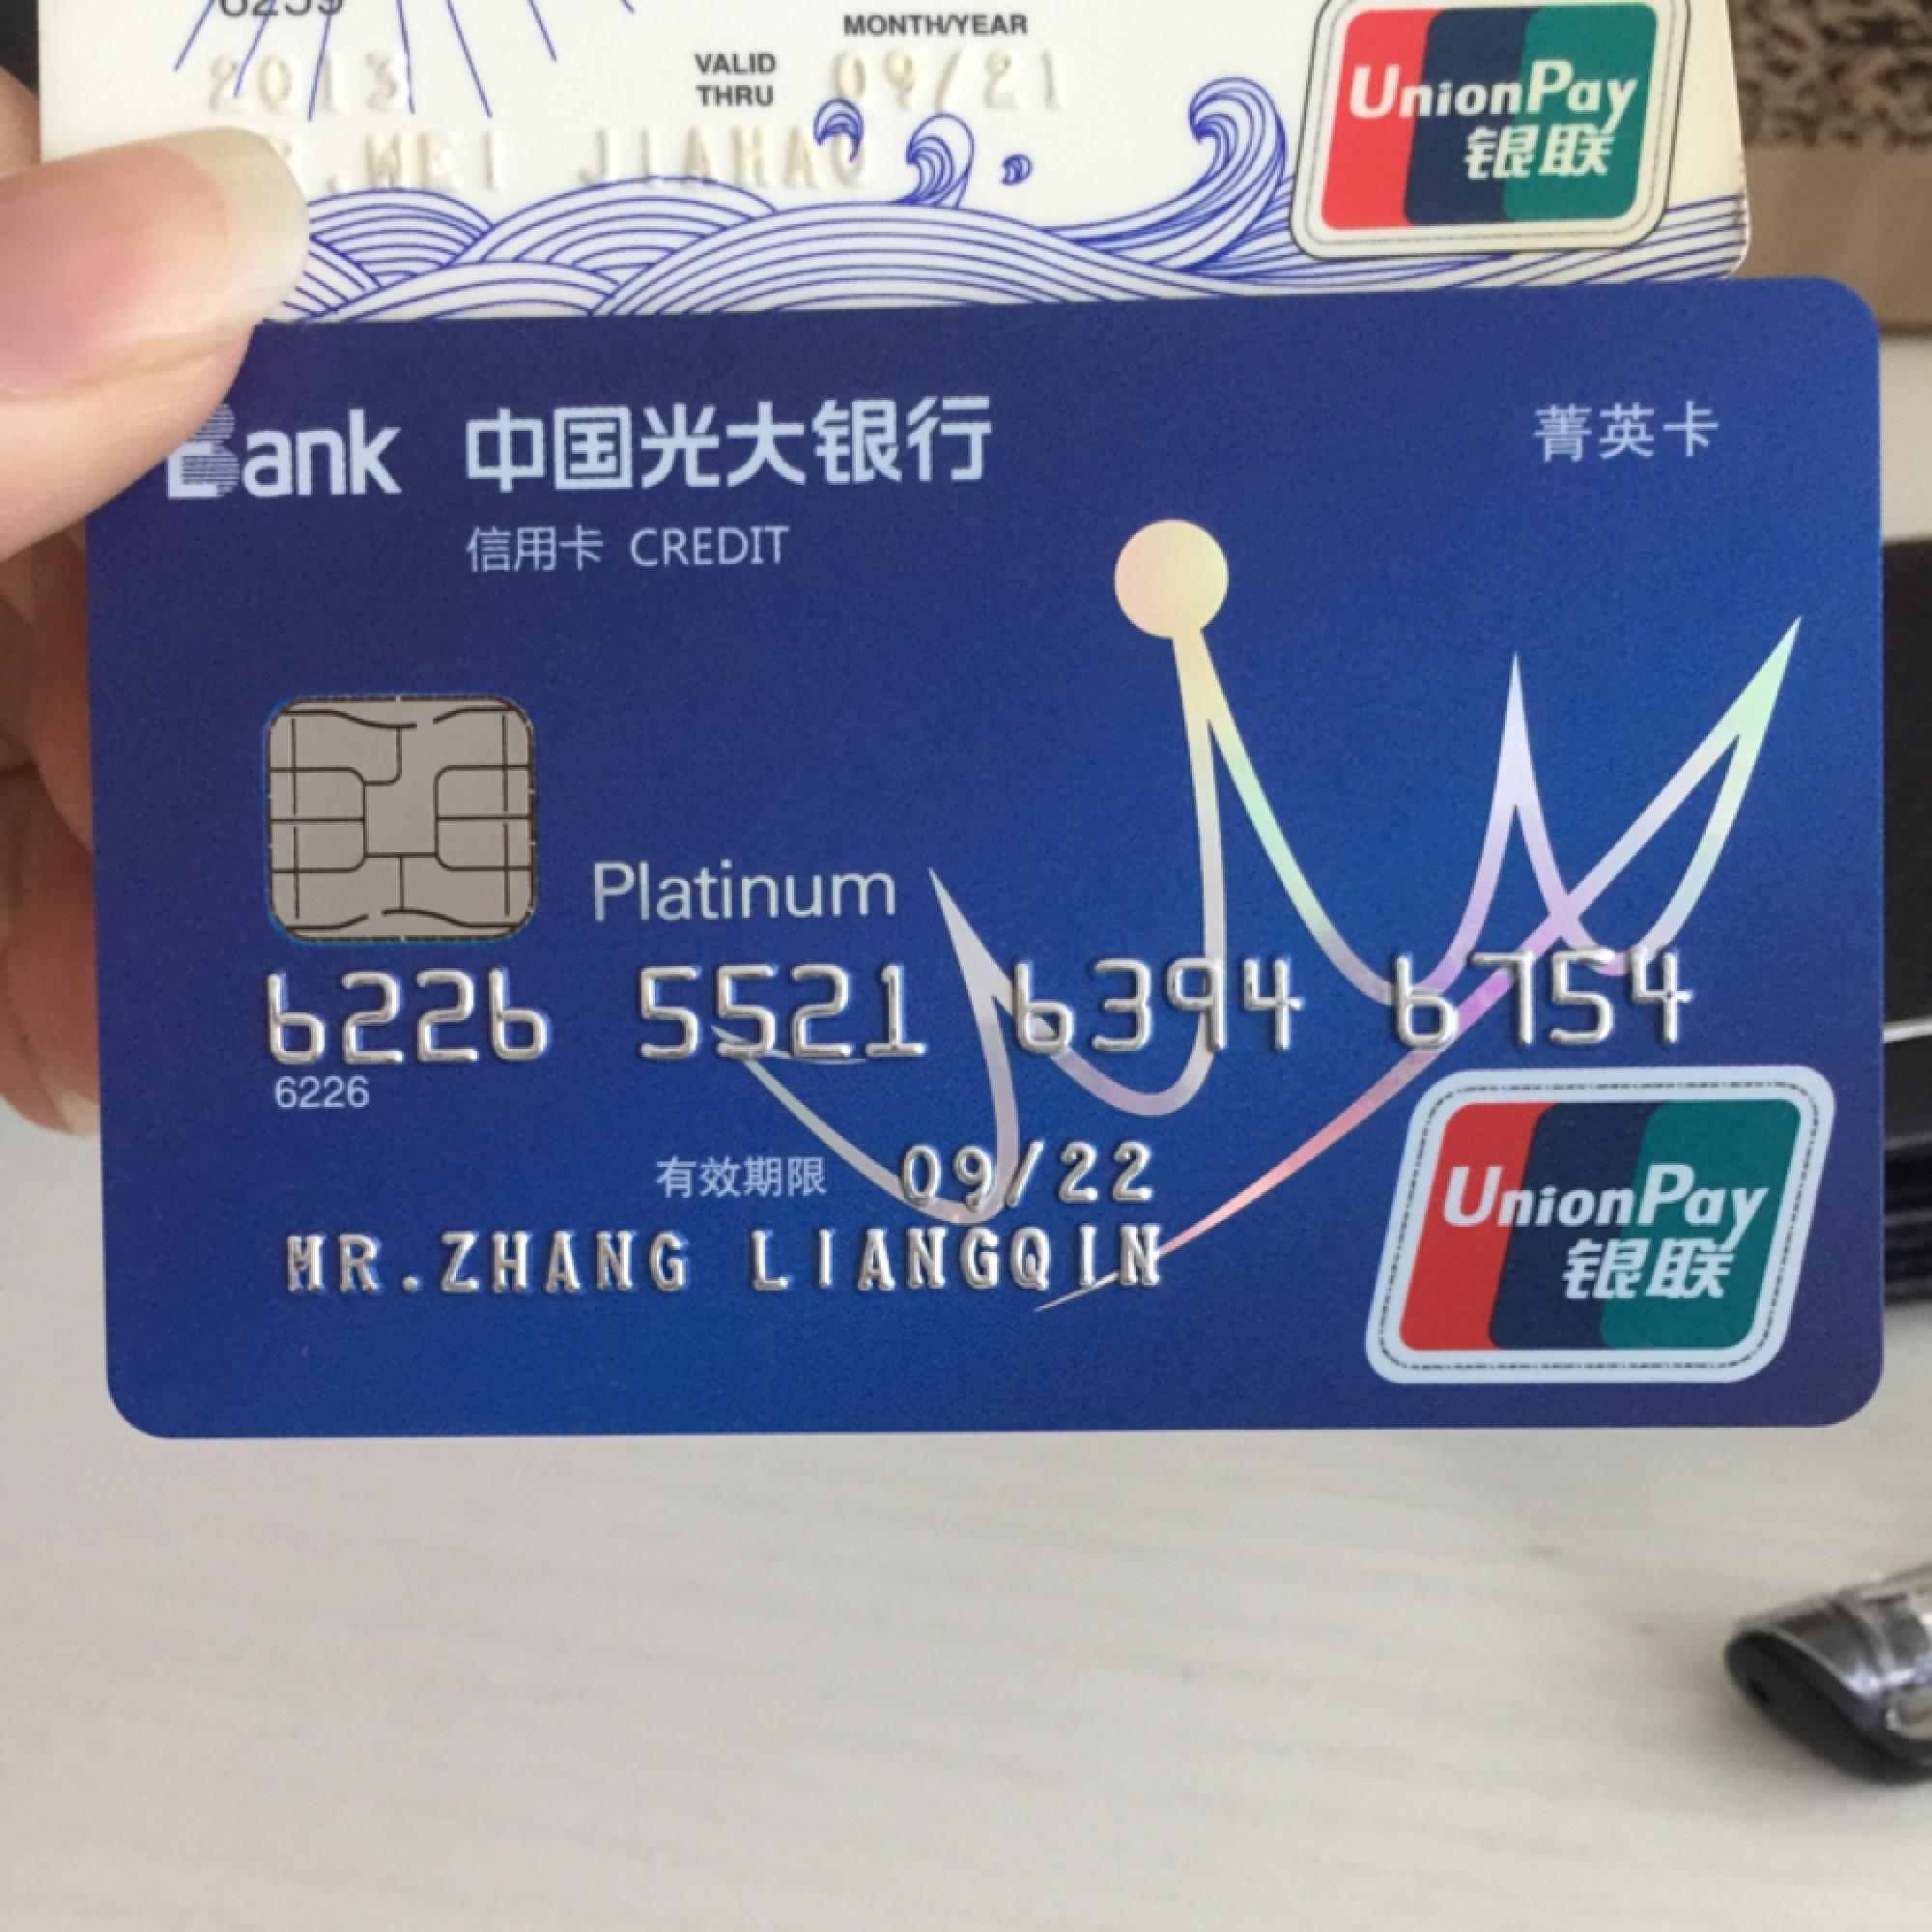 6259
MONTH/YEAR
VALID THRU
2013 09/21
WEI JIAHAO
UnionPay
银联
Bank 中国光大银行 菁英卡
信用卡 CREDIT
Platinum
6226 5521 6394 6754
6226
有效期限 09/22
MR.ZHANG LIANGQIN
UnionPay
银联